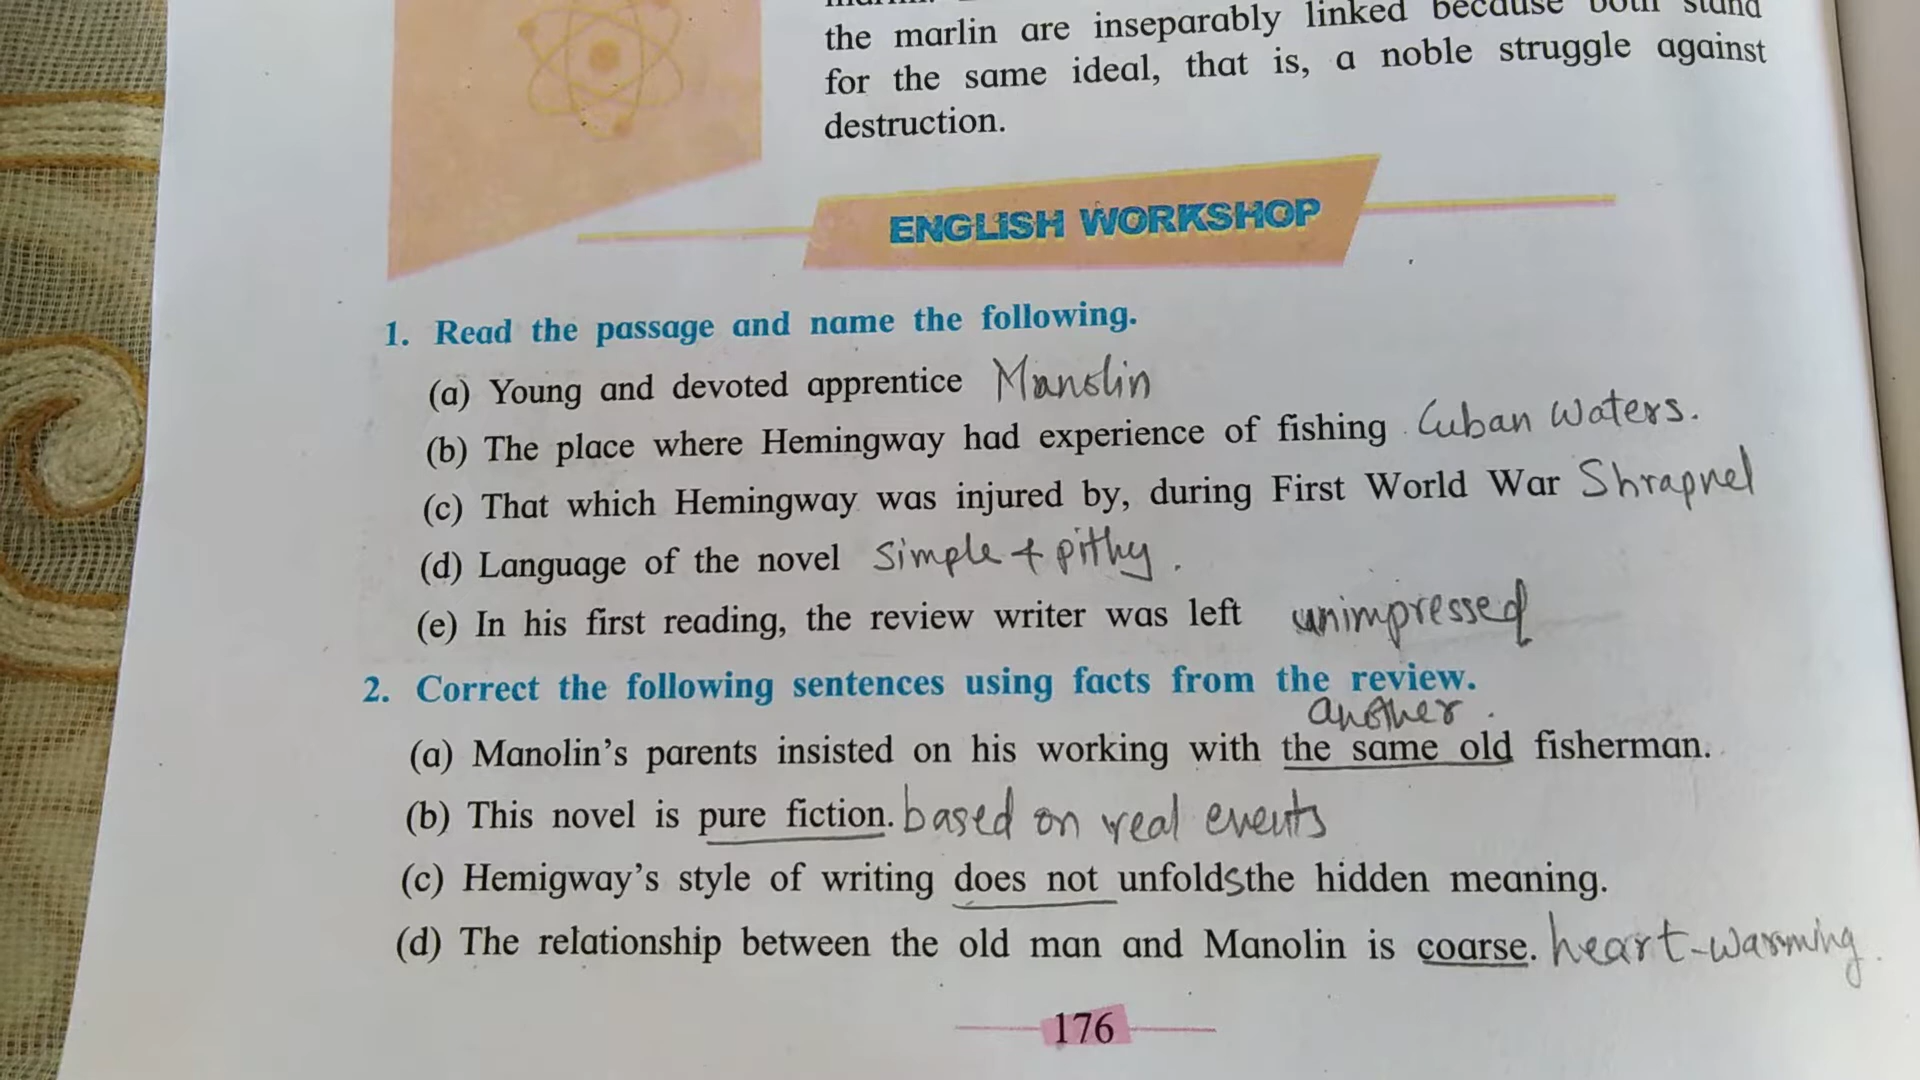 the marlin are inseparably linked because both stand
for the same ideal, that is, a noble struggle against
destruction.
ENGLISH WORKSHOP
1. Read the passage and name the following.
(a) Young and devoted apprentice Manolin
(b) The place where Hemingway had experience of fishing Cuban Waters.
(c) That which Hemingway was injured by, during First World War Shrapnel
(d) Language of the novel Simple + pithy.
(e) In his first reading, the review writer was left unimpressed
2. Correct the following sentences using facts from the review.
another.
(a) Manolin's parents insisted on his working with the same old fisherman.
(b) This novel is pure fiction. based on real events
(c) Hemigway's style of writing does not unfolds the hidden meaning.
(d) The relationship between the old man and Manolin is coarse. heart-warming.
176